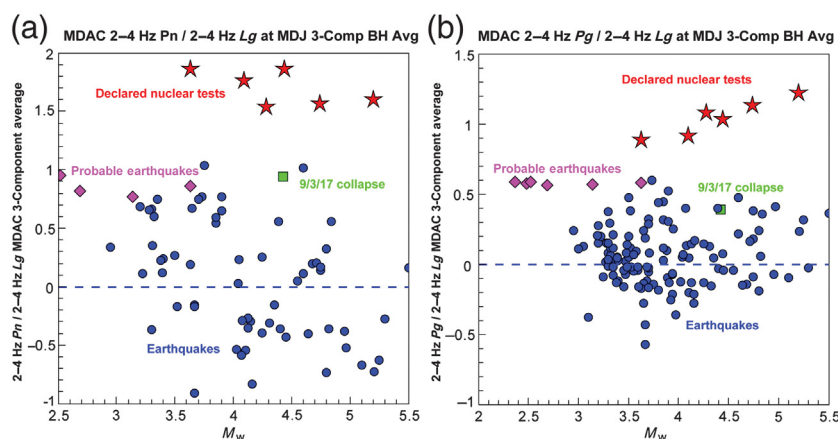 (a)
MDAC 2–4 Hz Pn / 2–4 Hz Lg at MDJ 3-Comp BH Avg
2–4 Hz Pn / 2–4 Hz Lg MDAC 3-Component average
2
1.5
1
0.5
0
–0.5
-1
Declared nuclear tests
Probable earthquakes
9/3/17 collapse
Earthquakes
2.5 3 3.5 4 4.5 5 5.5
Mw
(b)
MDAC 2–4 Hz Pg / 2–4 Hz Lg at MDJ 3-Comp BH Avg
2–4 Hz Pg / 2–4 Hz Lg MDAC 3-Component average
1.5
1
0.5
0
–0.5
–1
Declared nuclear tests
Probable earthquakes
9/3/17 collapse
Earthquakes
2 2.5 3 3.5 4 4.5 5 5.5
Mw